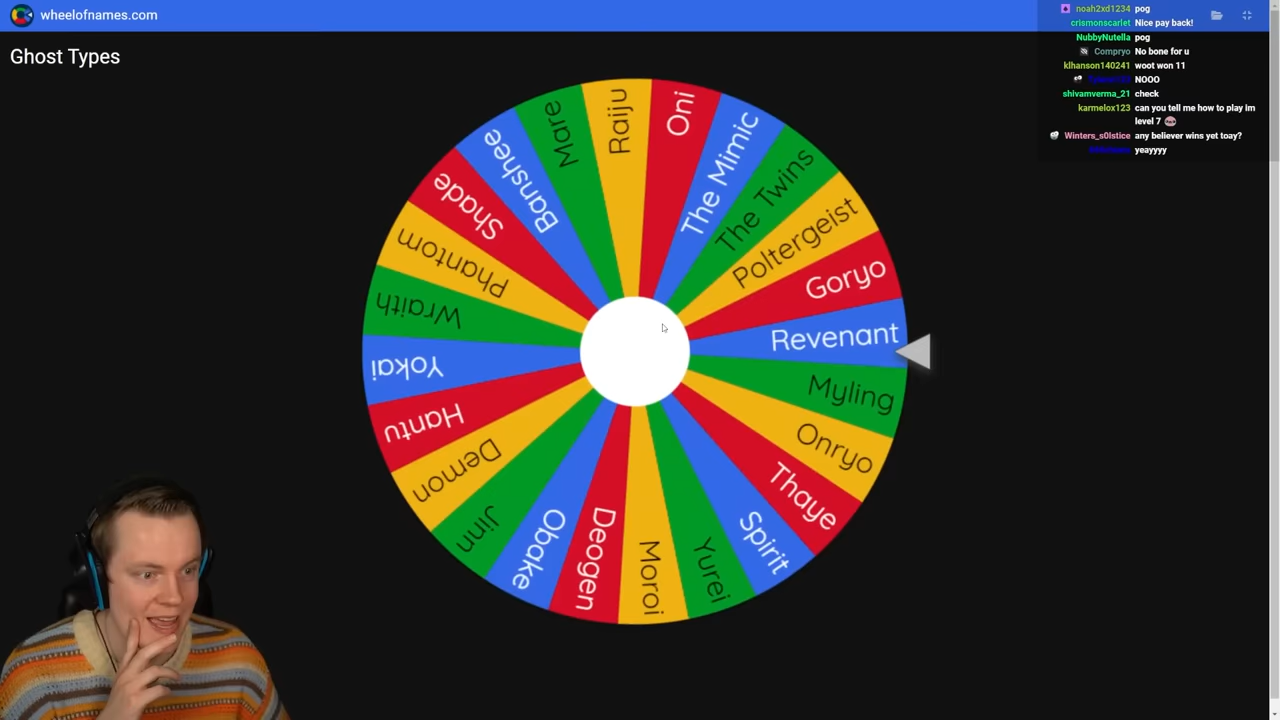 wheelofnames.com
Ghost Types
noah2xd1234 pog
crismonscarlet Nice pay back!
NubbyNutella pog
Compryo No bone for u
klhanson140241 woot won 11
NOOO
shivamverma_21 check
karmelox123 can you tell me how to play im
level 7
Winters_s0lstice any believer wins yet toay?
yeayyyy
Raiju
Oni
The Mimic
The Twins
Poltergeist
Goryo
Revenant
Myling
Onryo
Thaye
Spirit
Yurei
Moroi
Deogen
Obake
Jinn
Demon
Hantu
Yokai
Wraith
Phantom
Shade
Banshee
Mare